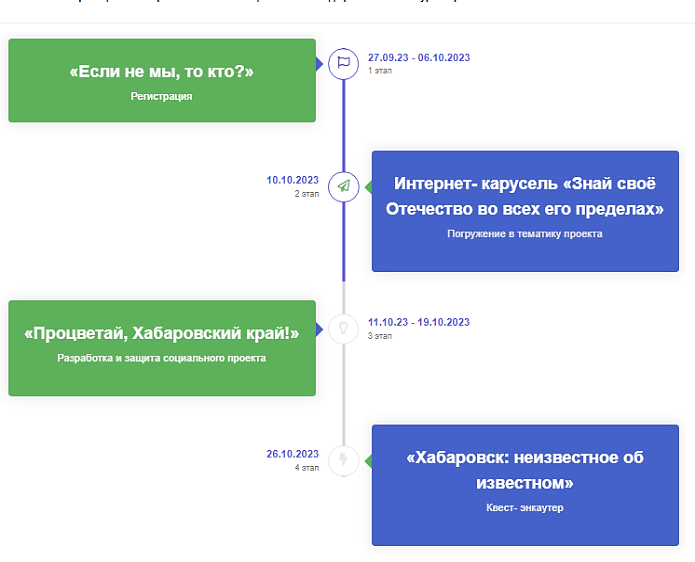 «Если не мы, то кто?»
Регистрация
27.09.23 - 06.10.2023
1 этап
10.10.2023
2 этап
Интернет- карусель «Знай своё
Отечество во всех его пределах»
Погружение в тематику проекта
«Процветай, Хабаровский край!»
Разработка и защита социального проекта
11.10.23 - 19.10.2023
3 этап
26.10.2023
4 этап
«Хабаровск: неизвестное об
известном»
Квест- энкаутер